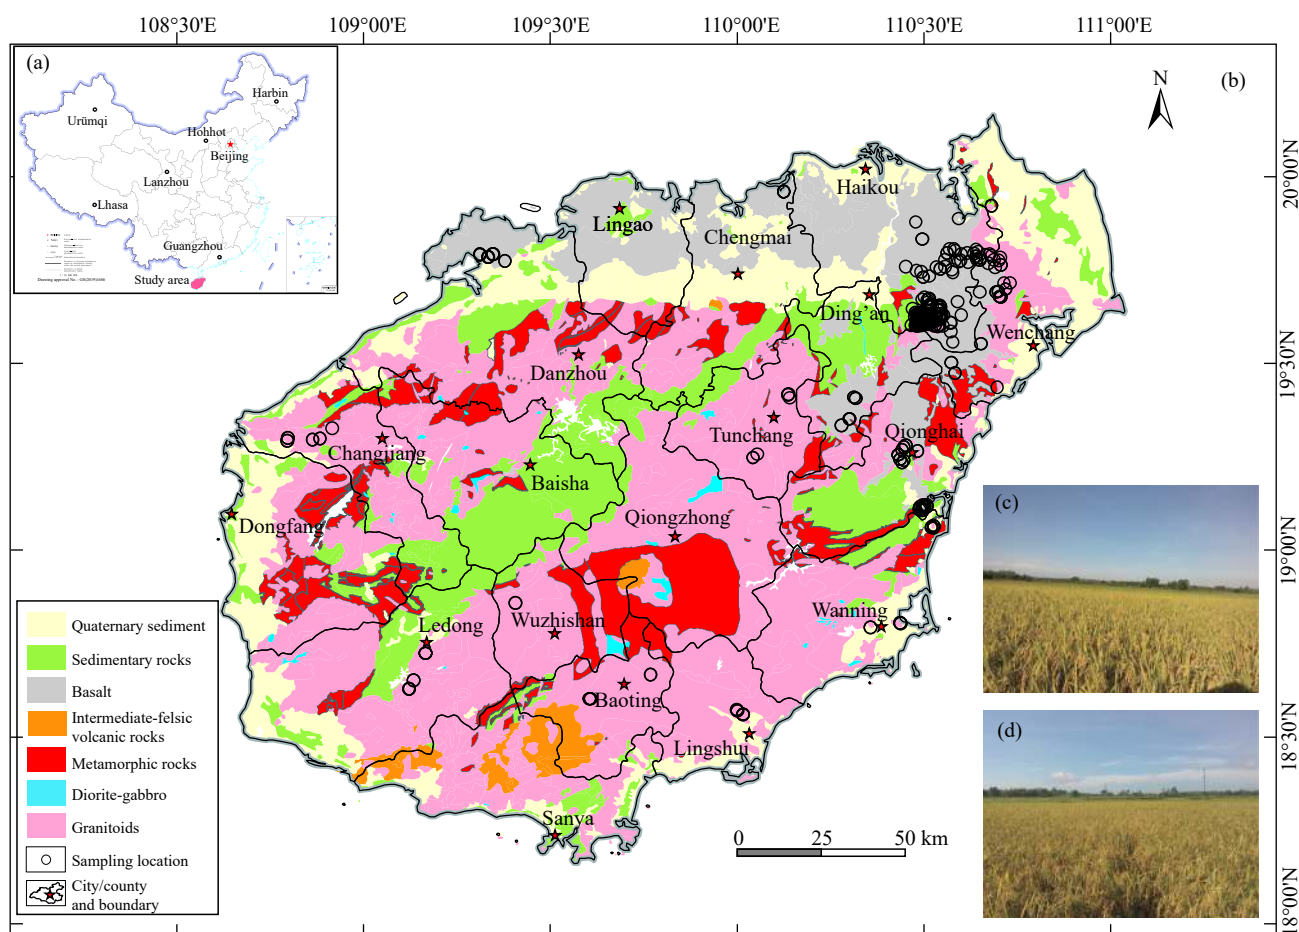 108°30'E 109°00'E 109°30'E 110°00'E 110°30'E 111°00'E
(a)
Harbin
Urümqi
Hohhot
Beijing
Lanzhou
Lhasa
Guangzhou
Study area
(b)
N
20°00'N
19°30'N
19°00'N
18°30'N
18°00'N
Haikou
Lingao
Chengmai
Ding'an
Wenchang
Danzhou
Tunchang
Qionghai
Changjiang
Baisha
Dongfang
Qiongzhong
Wanning
Ledong
Wuzhishan
Baoting
Lingshui
Sanya
0 25 50 km
(c)
(d)
Quaternary sediment
Sedimentary rocks
Basalt
Intermediate-felsic
volcanic rocks
Metamorphic rocks
Diorite-gabbro
Granitoids
Sampling location
City/county
and boundary